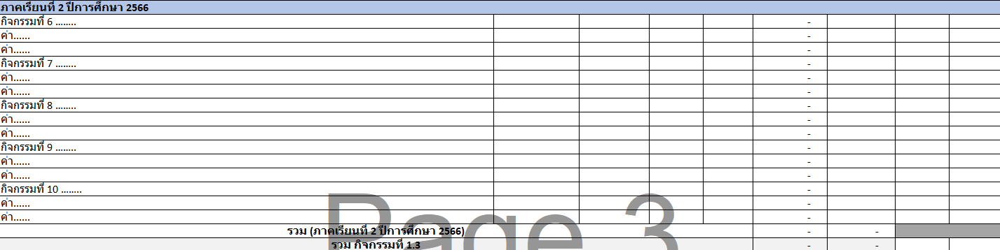 ภาคเรียนที่ 2 ปีการศึกษา 2566
กิจกรรมที่ 6 ........ -
ค่า...... -
ค่า...... -
กิจกรรมที่ 7 ........ -
ค่า...... -
ค่า...... -
กิจกรรมที่ 8 ........ -
ค่า...... -
ค่า...... -
กิจกรรมที่ 9 ........ -
ค่า...... -
ค่า...... -
กิจกรรมที่ 10 ........ -
ค่า...... -
ค่า...... -
รวม (ภาคเรียนที่ 2 ปีการศึกษา 2566) - -
รวม กิจกรรมที่ 1.3 - -
Page 3